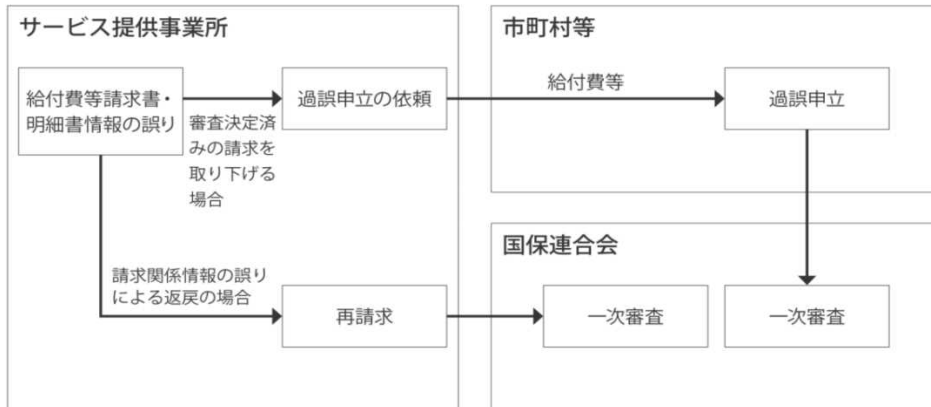 サービス提供事業所
市町村等
給付費等請求書・
明細書情報の誤り
過誤申立の依頼
給付費等
過誤申立
審査決定済
みの請求を
取り下げる
場合
国保連合会
請求関係情報の誤り
による返戻の場合
再請求
一次審査
一次審査